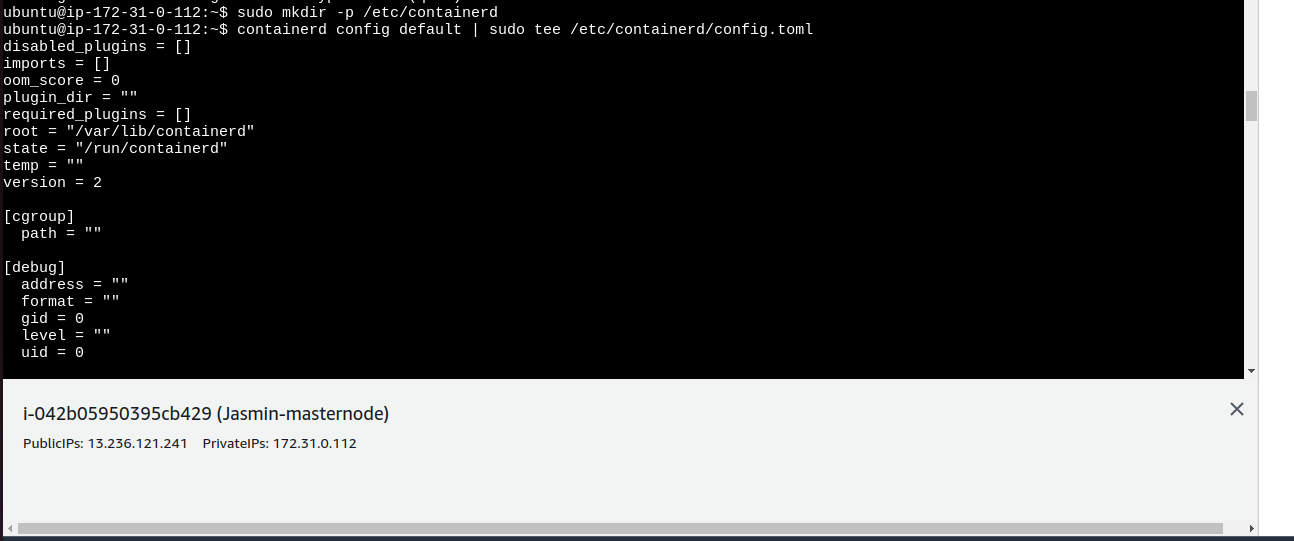 ubuntu@ip-172-31-0-112:~$ sudo mkdir -p /etc/containerd
ubuntu@ip-172-31-0-112:~$ containerd config default | sudo tee /etc/containerd/config.toml
disabled_plugins = []
imports = []
oom_score = 0
plugin_dir = ""
required_plugins = []
root = "/var/lib/containerd"
state = "/run/containerd"
temp = ""
version = 2

[cgroup]
  path = ""

[debug]
  address = ""
  format = ""
  gid = 0
  level = ""
  uid = 0

i-042b05950395cb429 (Jasmin-masternode)
PublicIPs: 13.236.121.241 PrivateIPs: 172.31.0.112